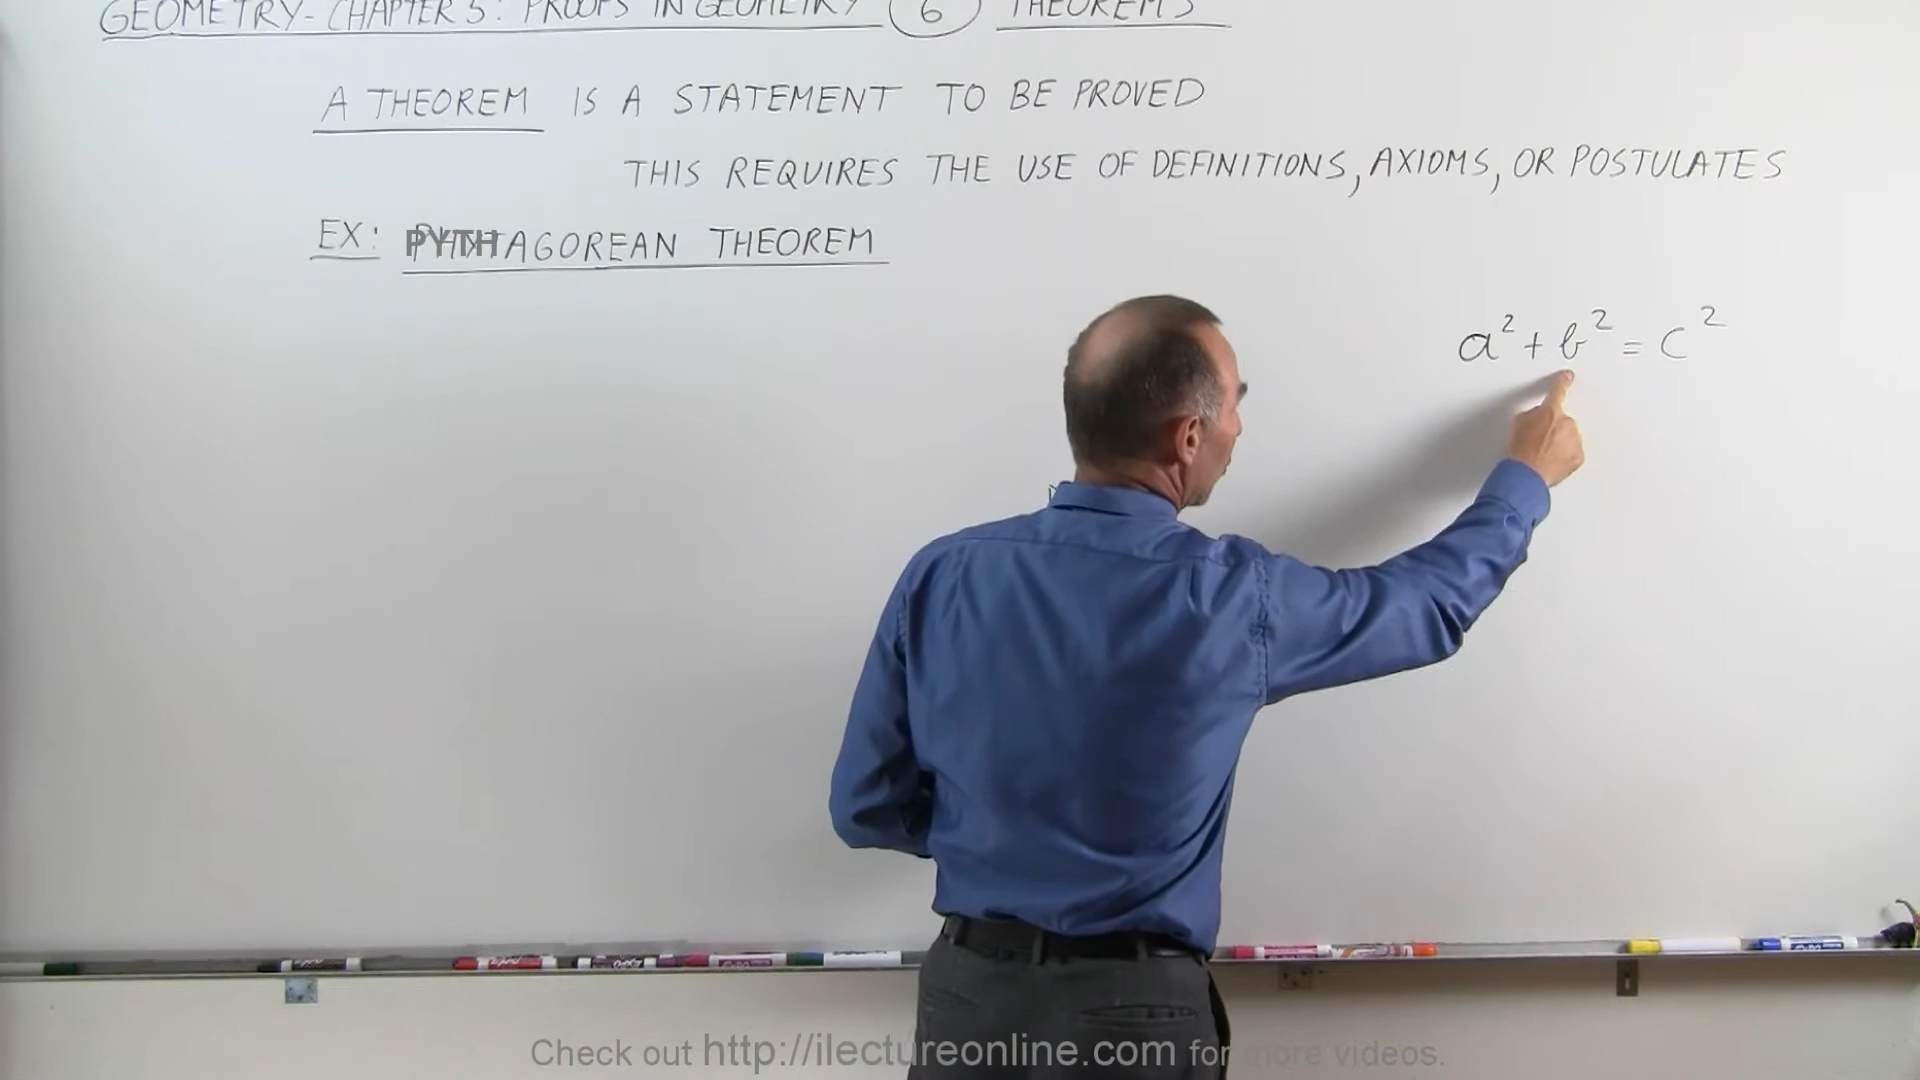 GEOMETRY-CHAPTER 5: PROOFS IN GEOMETRY 6 THEOREMS
A THEOREM IS A STATEMENT TO BE PROVED
THIS REQUIRES THE USE OF DEFINITIONS, AXIOMS, OR POSTULATES
EX: PYTHAGOREAN THEOREM
a² + b² = c²
Check out http://ilectureonline.com for more videos.